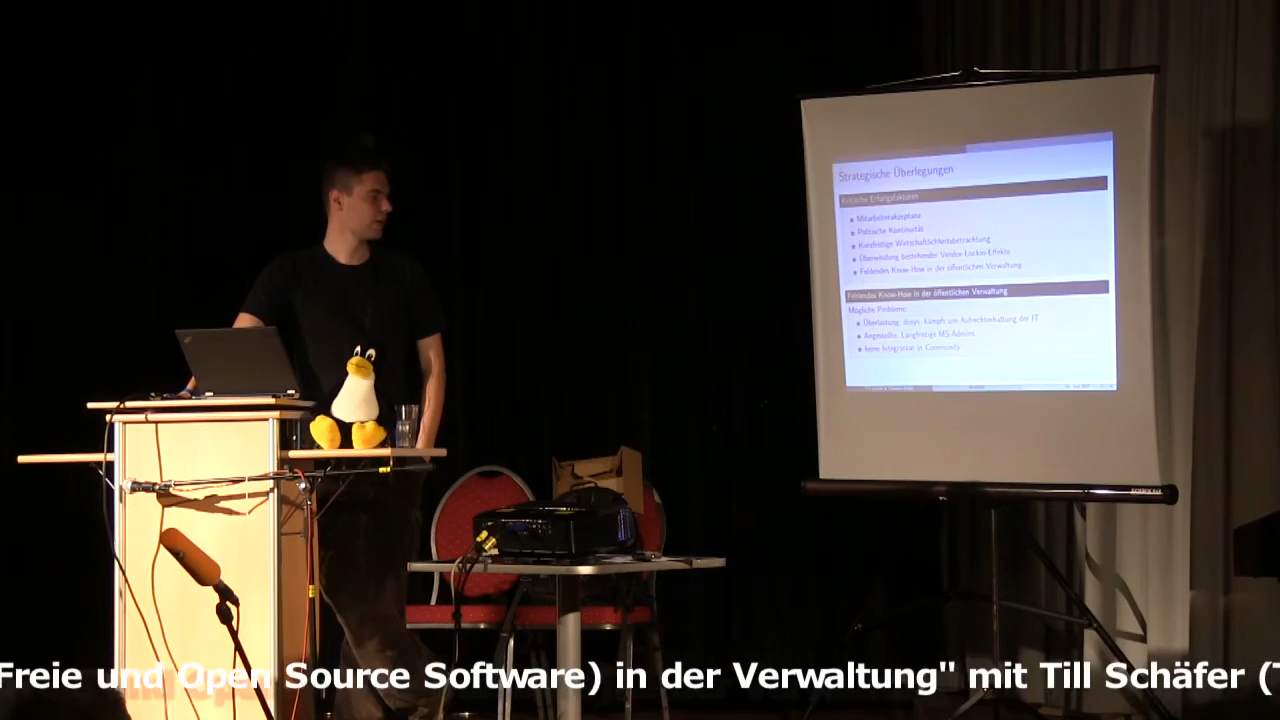 Strategische Überlegungen
Kritische Erfolgsfaktoren
Mitarbeiterakzeptanz
Politische Kontinuität
Kurzfristige Wirtschaftlichkeitsbetrachtung
Überwindung bestehender Vendor-Lockin-Effekte
Fehlendes Know-How in der öffentlichen Verwaltung
Fehlendes Know-How in der öffentlichen Verwaltung
Mögliche Probleme:
Überlastung: dosys. kämpft um Aufrechterhaltung der IT
Angestellte: Langfristige MS-Admins
keine Integration in Community
Freie und Open Source Software) in der Verwaltung" mit Till Schäfer (